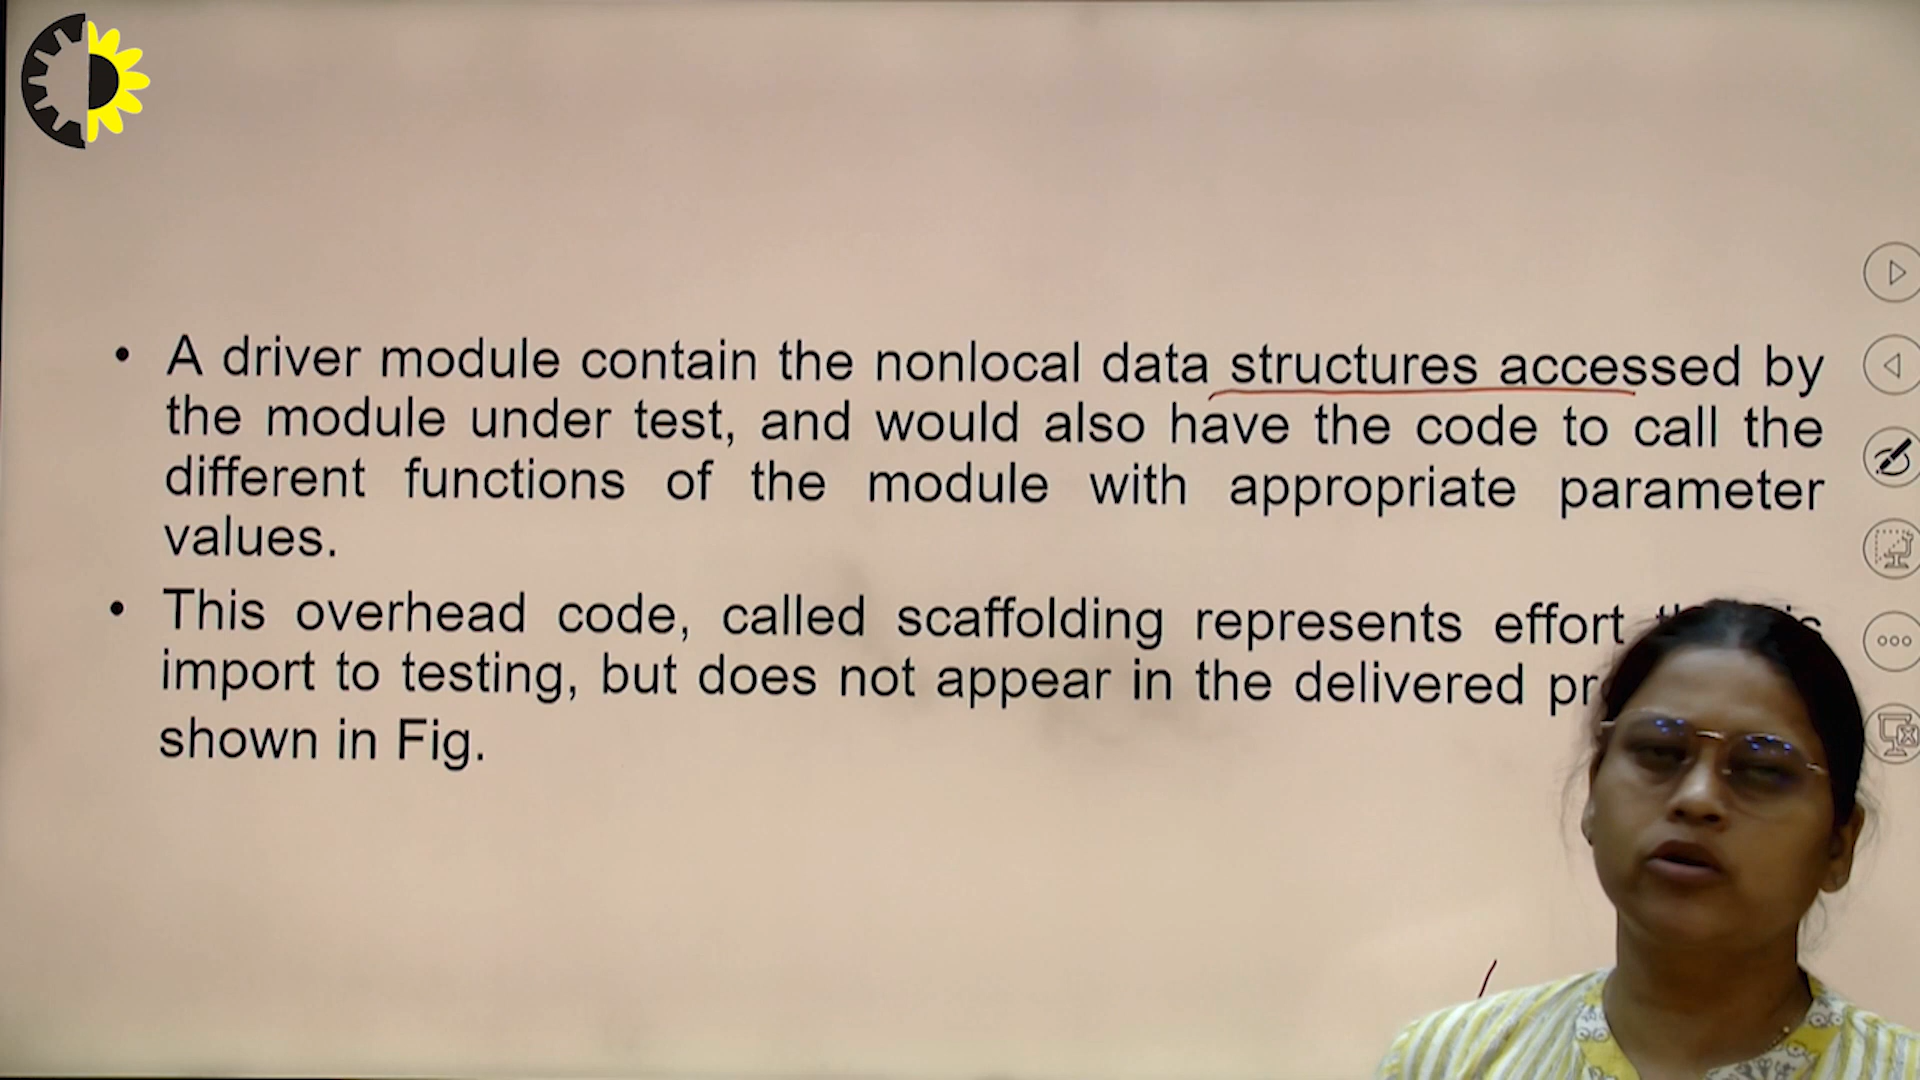 • A driver module contain the nonlocal data structures accessed by
the module under test, and would also have the code to call the
different functions of the module with appropriate parameter
values.
• This overhead code, called scaffolding represents effort
import to testing, but does not appear in the delivered
shown in Fig.